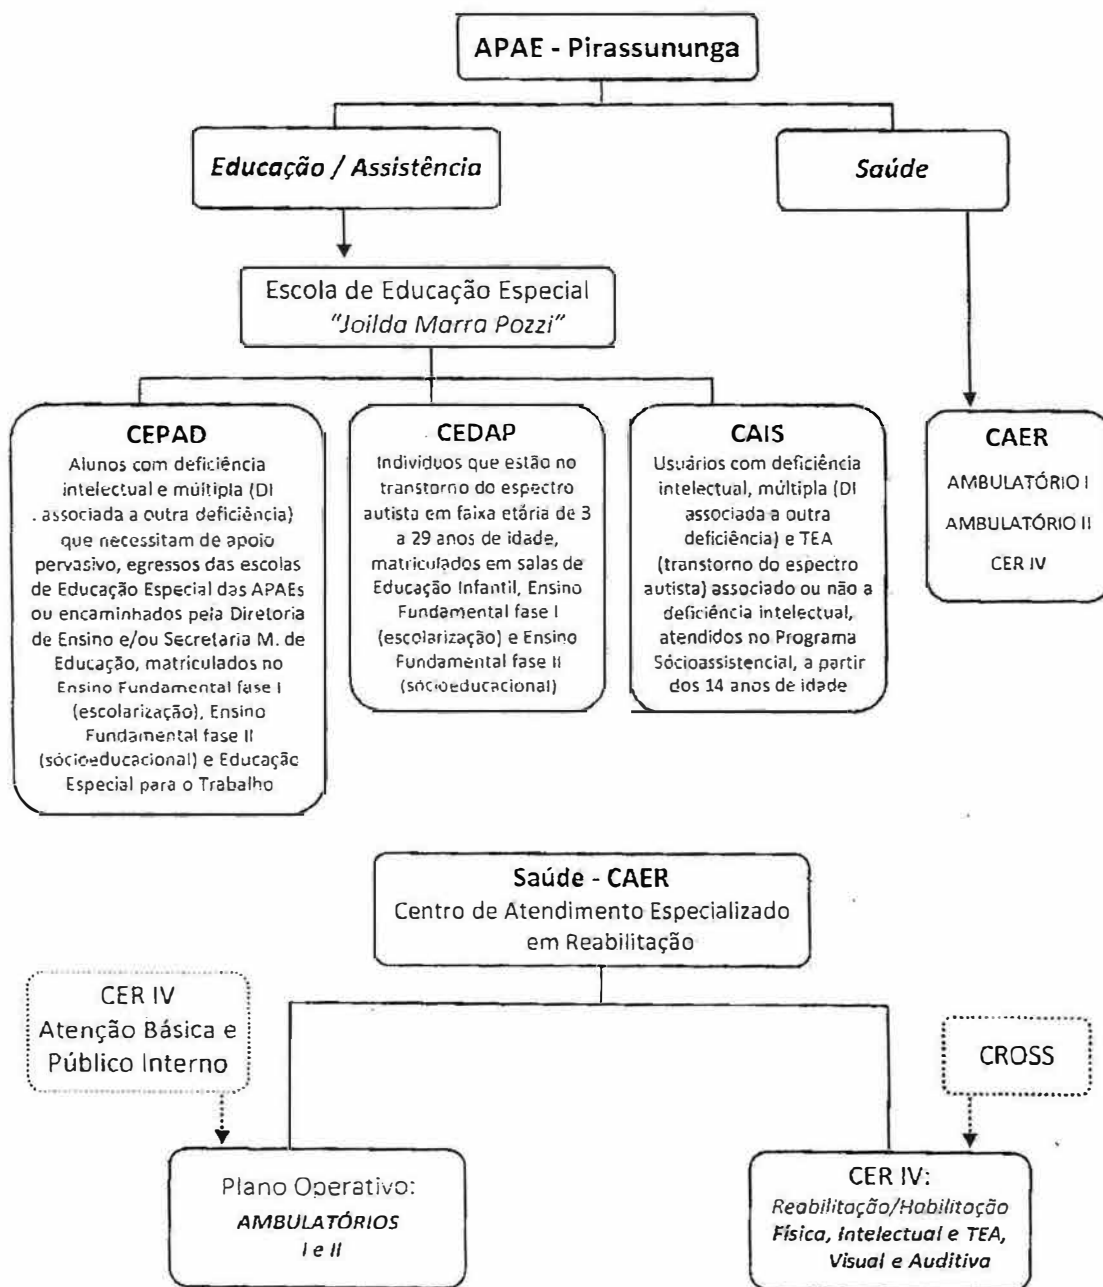 APAE - Pirassununga
Educação / Assistência
Saúde
Escola de Educação Especial
"Joilda Marra Pozzi"
CEPAD
Alunos com deficiência
intelectual e múltipla (DI
associada a outra deficiência)
que necessitam de apoio
pervasivo, egressos das escolas
de Educação Especial das APAEs
ou encaminhados pela Diretoria
de Ensino e/ou Secretaria M. de
Educação, matriculados no
Ensino Fundamental fase I
(escolarização), Ensino
Fundamental fase II
(sócioeducacional) e Educação
Especial para o Trabalho
CEDAP
Indivíduos que estão no
transtorno do espectro
autista em faixa etária de 3
a 29 anos de idade,
matriculados em salas de
Educação Infantil, Ensino
Fundamental fase I
(escolarização) e Ensino
Fundamental fase II
(sócioeducacional)
CAIS
Usuários com deficiência
intelectual, múltipla (DI
associada a outra
deficiência) e TEA
(transtorno do espectro
autista) associado ou não a
deficiência intelectual,
atendidos no Programa
Sócioassistencial, a partir
dos 14 anos de idade
CAER
AMBULATÓRIO I
AMBULATÓRIO II
CER IV
Saúde - CAER
Centro de Atendimento Especializado
em Reabilitação
CER IV
Atenção Básica e
Público Interno
CROSS
Plano Operativo:
AMBULATÓRIOS
I e II
CER IV:
Reabilitação/Habilitação
Física, Intelectual e TEA,
Visual e Auditiva